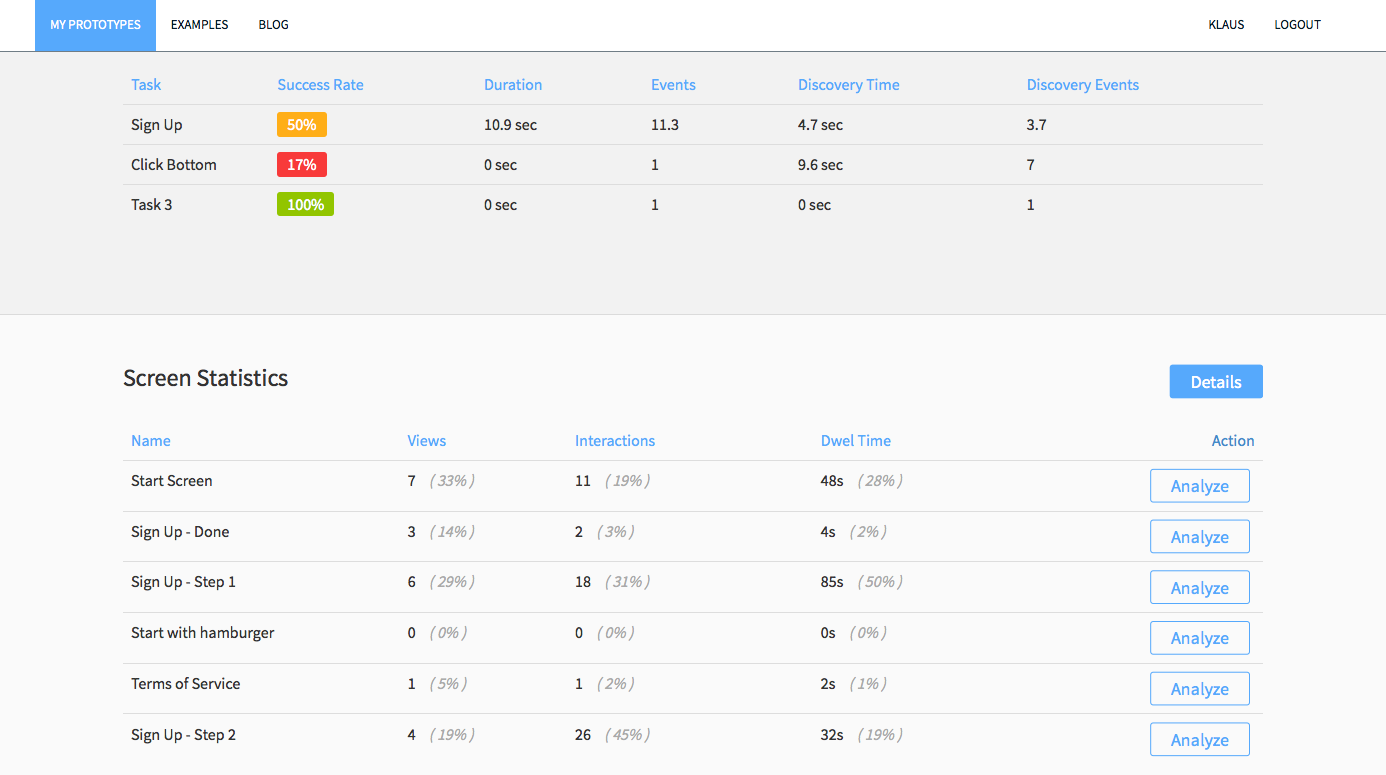 MY PROTOTYPES EXAMPLES BLOG KLAUS LOGOUT
Task Success Rate Duration Events Discovery Time Discovery Events
Sign Up 50% 10.9 sec 11.3 4.7 sec 3.7
Click Bottom 17% 0 sec 1 9.6 sec 7
Task 3 100% 0 sec 1 0 sec 1
Screen Statistics Details
Name Views Interactions Dwel Time Action
Start Screen 7 (33%) 11 (19%) 48s (28%) Analyze
Sign Up - Done 3 (14%) 2 (3%) 4s (2%) Analyze
Sign Up - Step 1 6 (29%) 18 (31%) 85s (50%) Analyze
Start with hamburger 0 (0%) 0 (0%) 0s (0%) Analyze
Terms of Service 1 (5%) 1 (2%) 2s (1%) Analyze
Sign Up - Step 2 4 (19%) 26 (45%) 32s (19%) Analyze